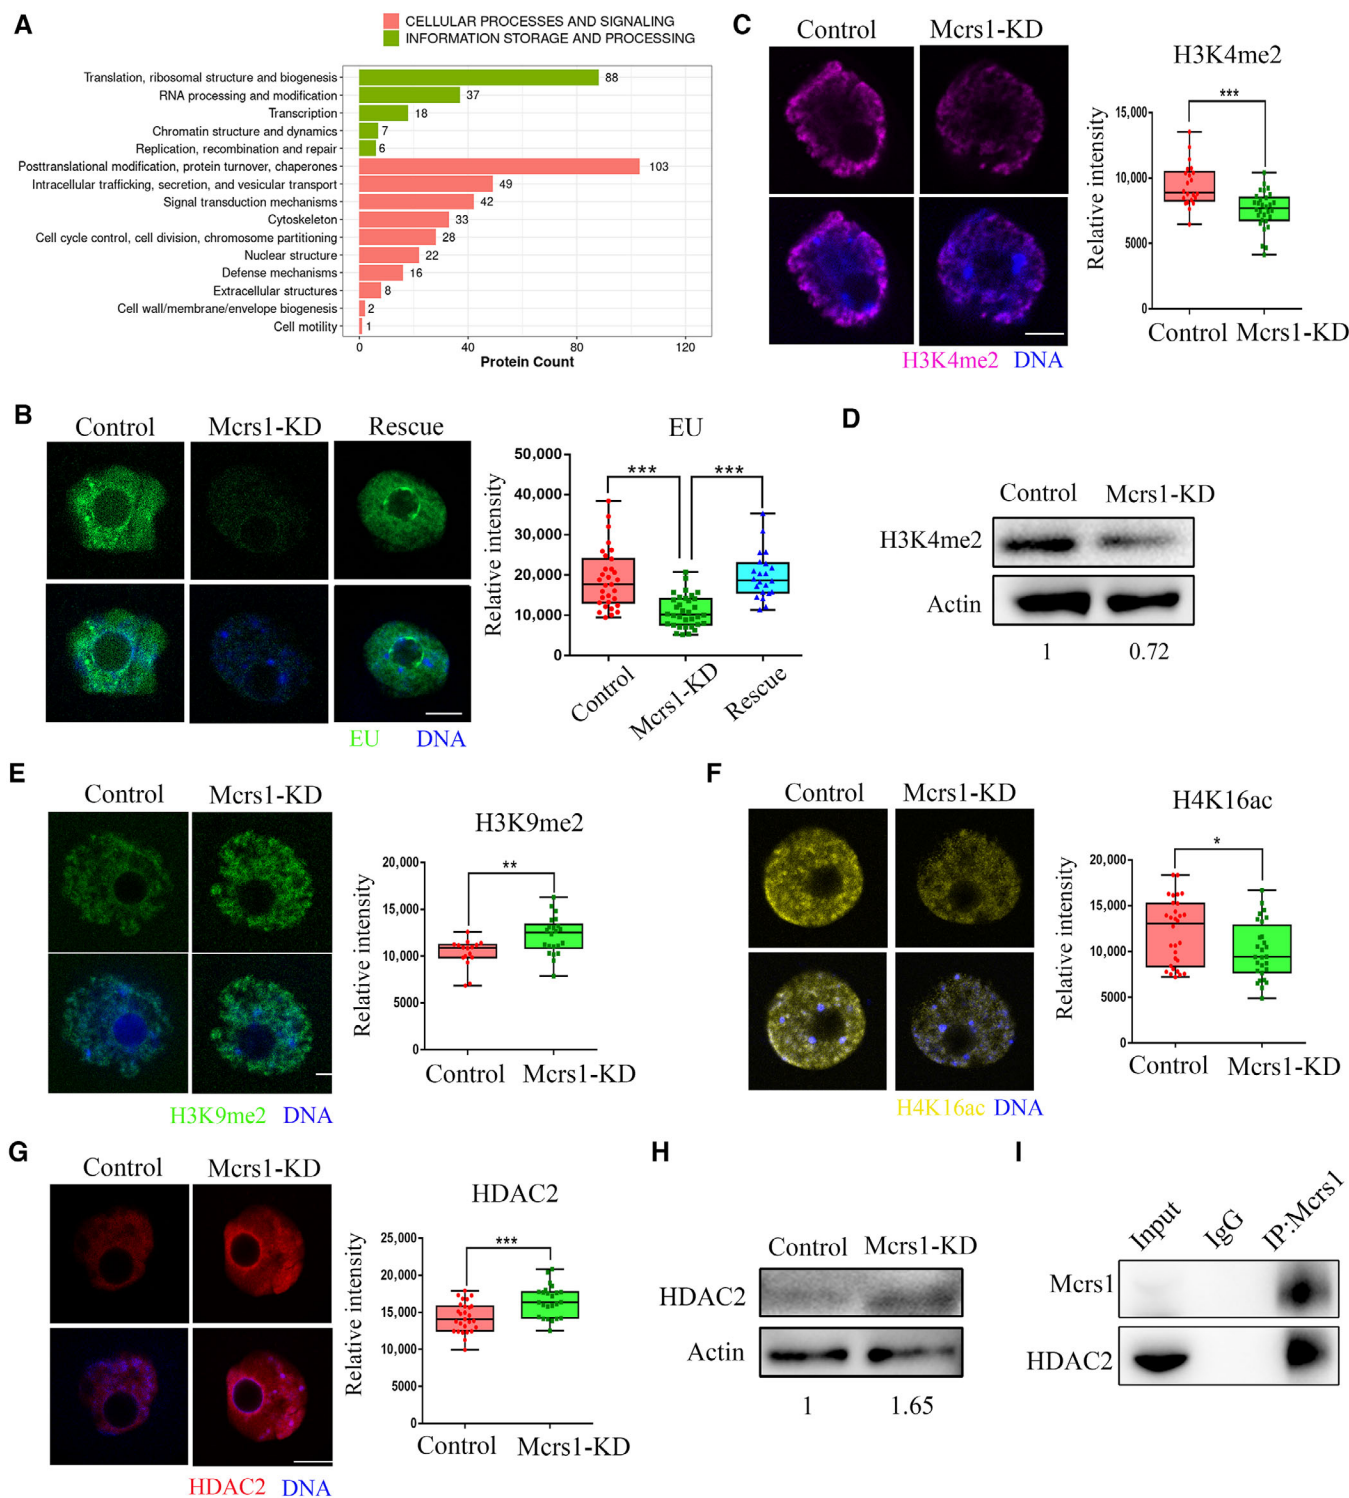 A
CELLULAR PROCESSES AND SIGNALING
INFORMATION STORAGE AND PROCESSING
Translation, ribosomal structure and biogenesis 88
RNA processing and modification 37
Transcription 18
Chromatin structure and dynamics 7
Replication, recombination and repair 6
Posttranslational modification, protein turnover, chaperones 103
Intracellular trafficking, secretion, and vesicular transport 49
Signal transduction mechanisms 42
Cytoskeleton 33
Cell cycle control, cell division, chromosome partitioning 28
Nuclear structure 22
Defense mechanisms 16
Extracellular structures 8
Cell wall/membrane/envelope biogenesis 2
Cell motility 1
0 40 80 120
Protein Count
C
Control Mcrs1-KD
H3K4me2 DNA
H3K4me2
***
Relative intensity
15,000
10,000
5000
0
Control Mcrs1-KD
B
Control Mcrs1-KD Rescue
EU DNA
EU
*** ***
Relative intensity
50,000
40,000
30,000
20,000
10,000
0
Control Mcrs1-KD Rescue
D
Control Mcrs1-KD
H3K4me2
Actin
1 0.72
E
Control Mcrs1-KD
H3K9me2 DNA
H3K9me2
**
Relative intensity
20,000
15,000
10,000
5000
0
Control Mcrs1-KD
F
Control Mcrs1-KD
H4K16ac DNA
H4K16ac
*
Relative intensity
20,000
15,000
10,000
5000
0
Control Mcrs1-KD
G
Control Mcrs1-KD
HDAC2 DNA
HDAC2
***
Relative intensity
25,000
20,000
15,000
10,000
5000
0
Control Mcrs1-KD
H
Control Mcrs1-KD
HDAC2
Actin
1 1.65
I
Input IgG IP:Mcrs1
Mcrs1
HDAC2